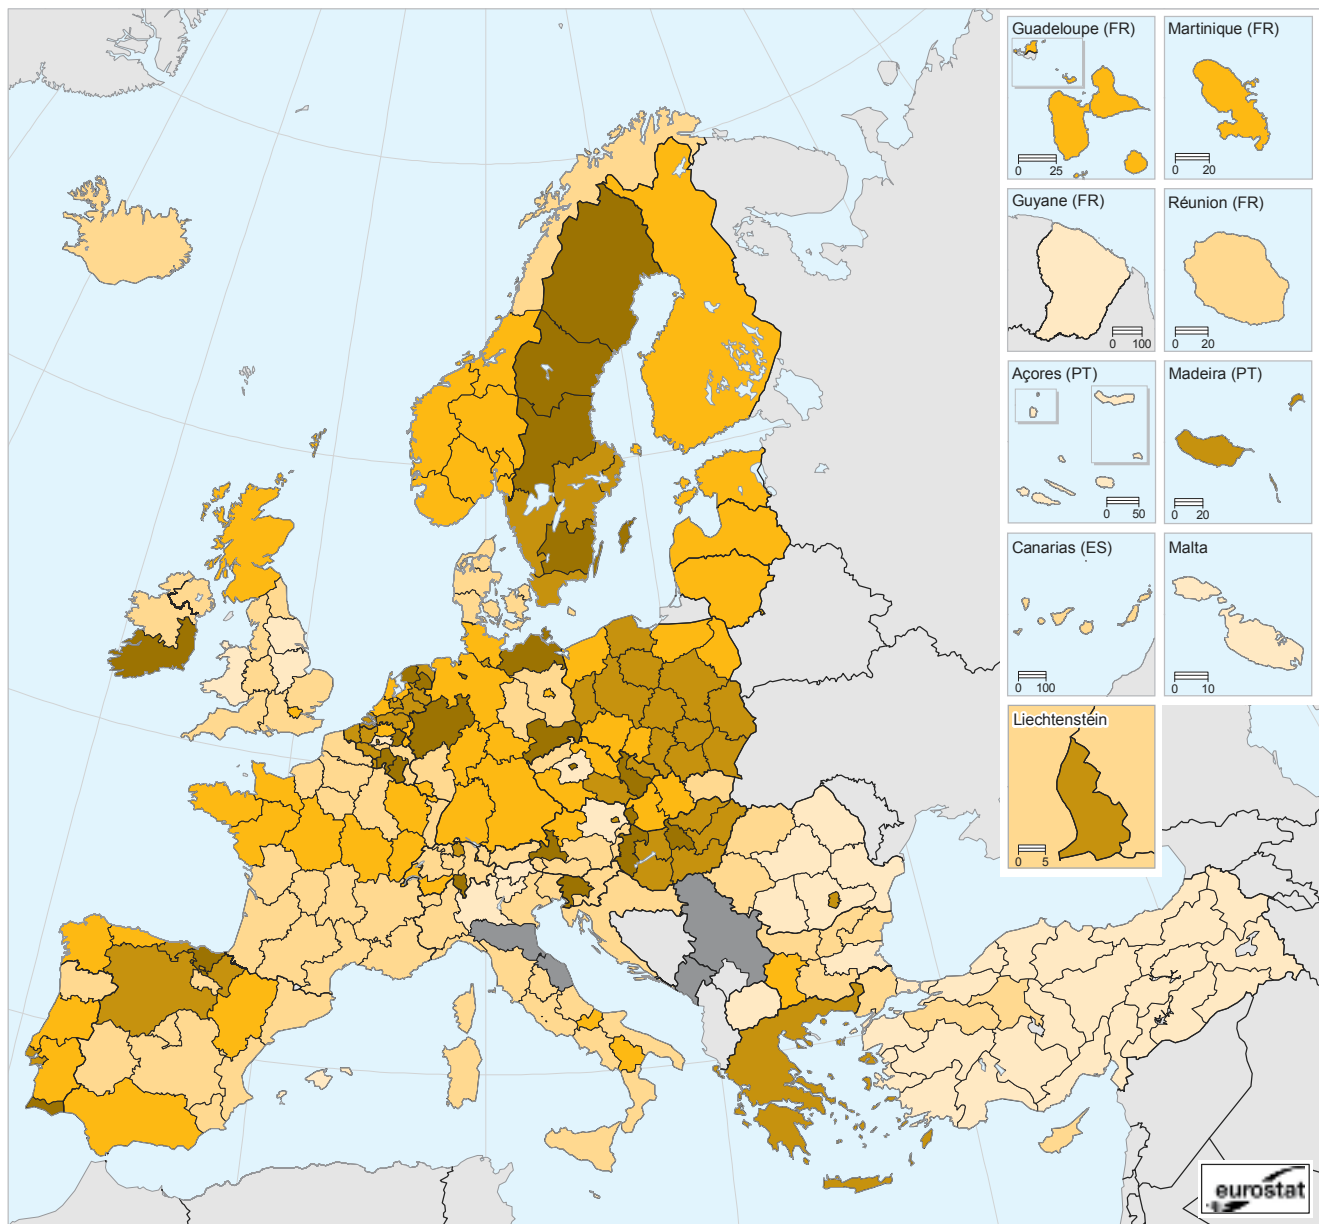 Guadeloupe (FR)
0 25
Martinique (FR)
0 20
Guyane (FR)
0 100
Réunion (FR)
0 20
Açores (PT)
0 50
Madeira (PT)
0 20
Canarias (ES)
0 100
Malta
0 10
Liechtenstein
0 5
eurostat